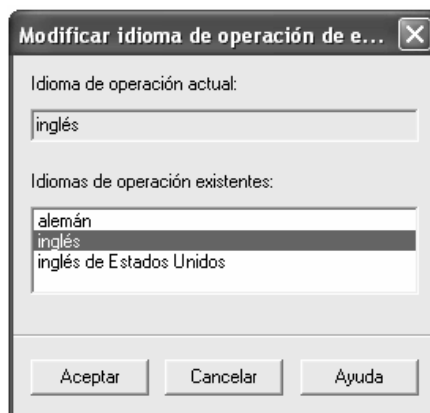 Modificar idioma de operación de e...
Idioma de operación actual:
inglés
Idiomas de operación existentes:
alemán
inglés
inglés de Estados Unidos
Aceptar Cancelar Ayuda